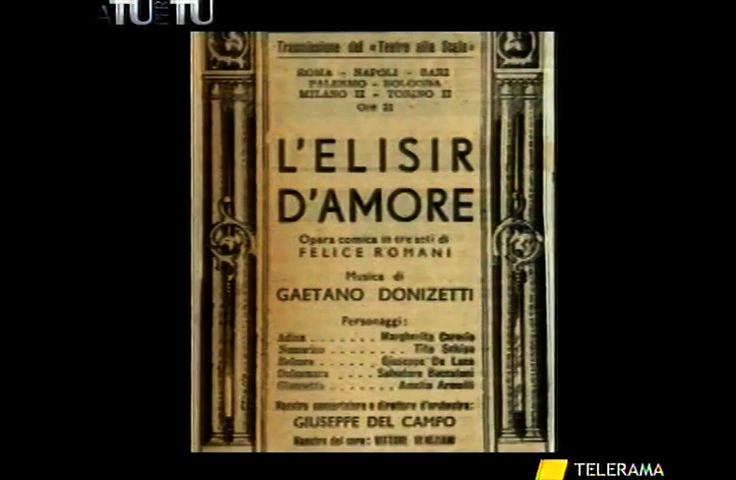 A TU PER TU
Trasmissione dal «Teatro alla Scala»
ROMA - NAPOLI - BARI
PALERMO - BOLOGNA
MILANO II - TORINO II
Ore 21
L'ELISIR
D'AMORE
Opera comica in tre atti di
FELICE ROMANI
Musica di
GAETANO DONIZETTI
Personaggi:
Adina . . . . . . . Margherita Carosio
Nemorino . . . . . . . . Tito Schipa
Belcore . . . . . Giuseppe De Luca
Dulcamara . . . . Salvatore Baccaloni
Giannetta . . . . . . Amelia Armolli
Maestro concertatore e direttore d'orchestra:
GIUSEPPE DEL CAMPO
Maestro del coro: VITTORE VENEZIANI
TELERAMA